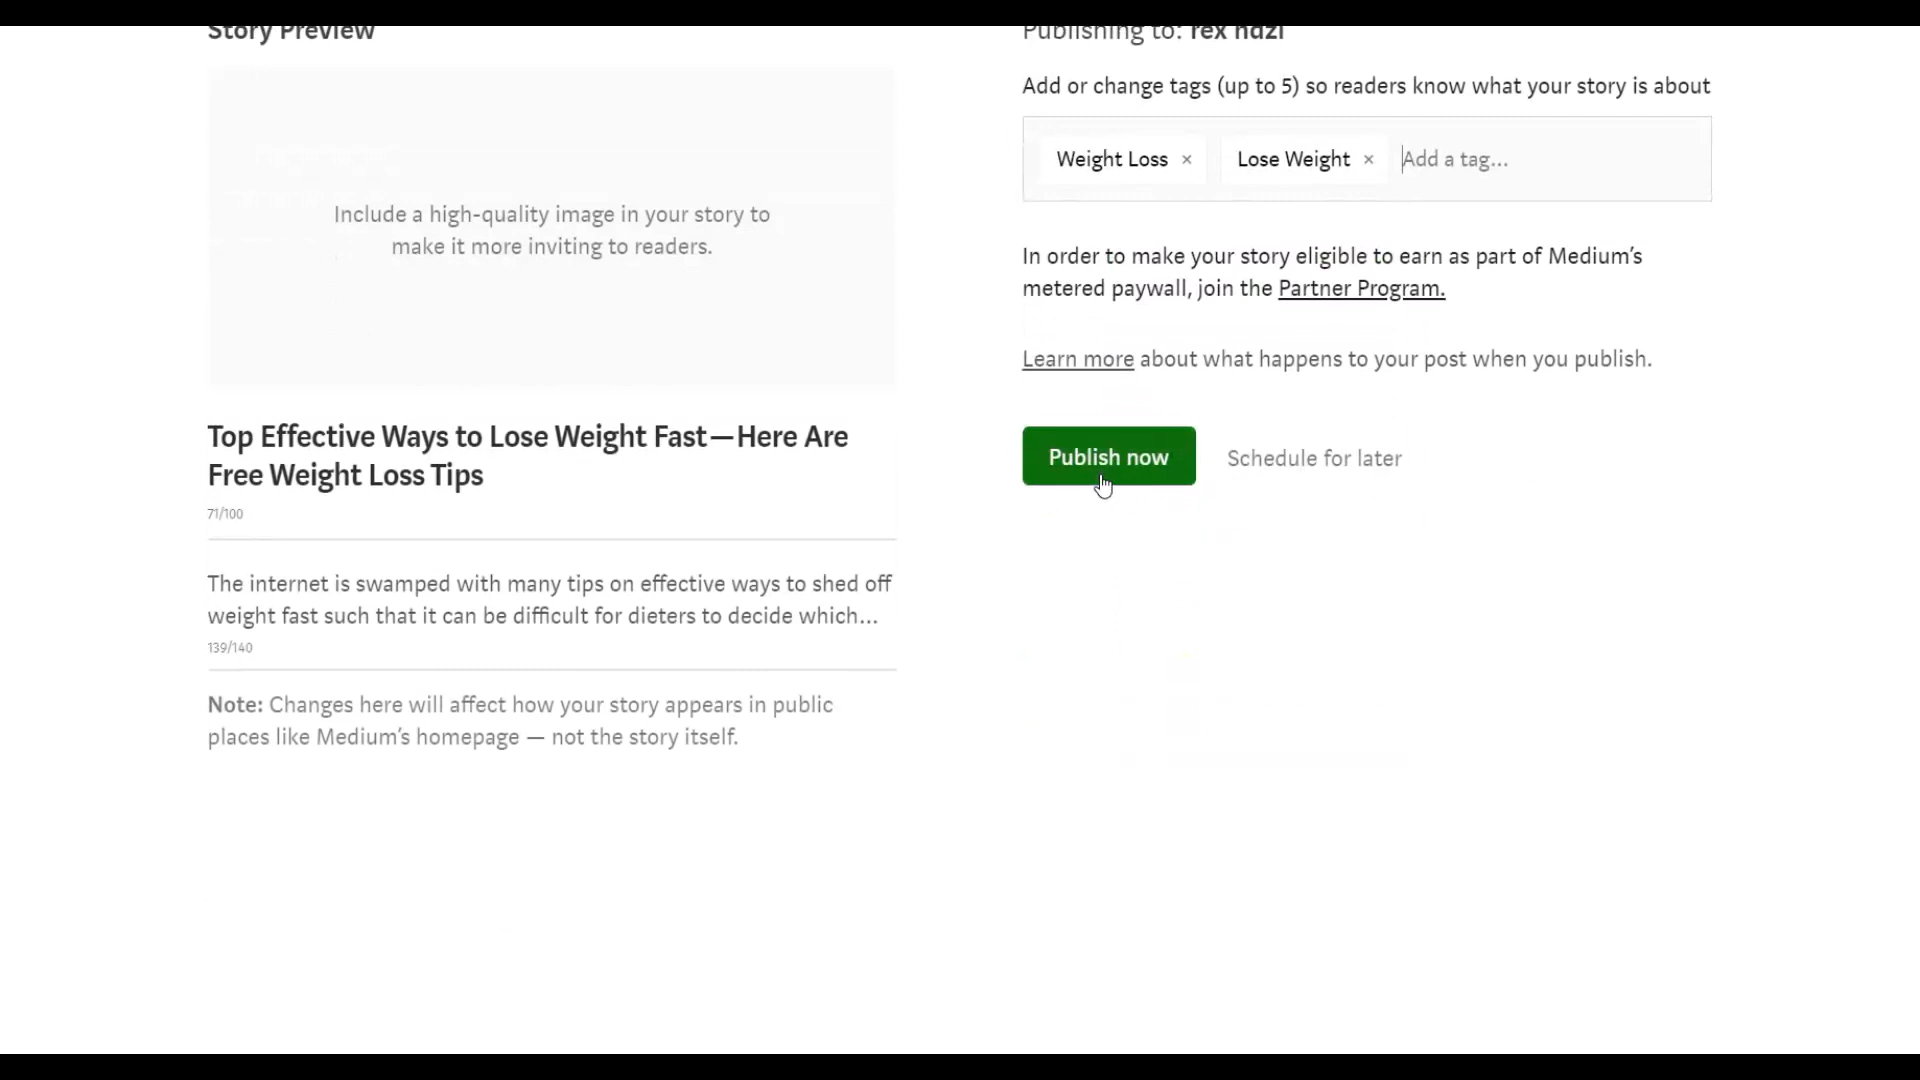 Story Preview
Include a high-quality image in your story to
make it more inviting to readers.
Top Effective Ways to Lose Weight Fast—Here Are
Free Weight Loss Tips
71/100
The internet is swamped with many tips on effective ways to shed off
weight fast such that it can be difficult for dieters to decide which...
139/140
Note: Changes here will affect how your story appears in public
places like Medium's homepage — not the story itself.
Publishing to: rex ndzi
Add or change tags (up to 5) so readers know what your story is about
Weight Loss × Lose Weight × Add a tag...
In order to make your story eligible to earn as part of Medium's
metered paywall, join the Partner Program.
Learn more about what happens to your post when you publish.
Publish now Schedule for later